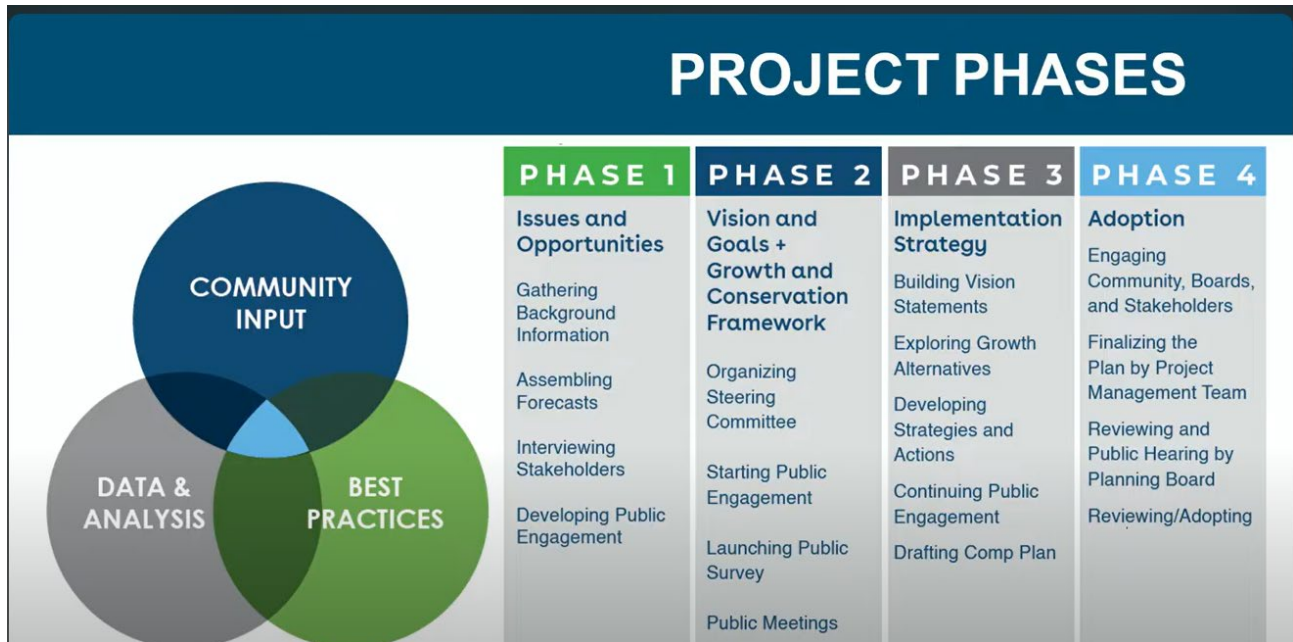 PROJECT PHASES
COMMUNITY
INPUT
DATA &
ANALYSIS
BEST
PRACTICES
PHASE 1
Issues and
Opportunities
Gathering
Background
Information
Assembling
Forecasts
Interviewing
Stakeholders
Developing Public
Engagement
PHASE 2
Vision and
Goals +
Growth and
Conservation
Framework
Organizing
Steering
Committee
Starting Public
Engagement
Launching Public
Survey
Public Meetings
PHASE 3
Implementation
Strategy
Building Vision
Statements
Exploring Growth
Alternatives
Developing
Strategies and
Actions
Continuing Public
Engagement
Drafting Comp Plan
PHASE 4
Adoption
Engaging
Community, Boards,
and Stakeholders
Finalizing the
Plan by Project
Management Team
Reviewing and
Public Hearing by
Planning Board
Reviewing/Adopting